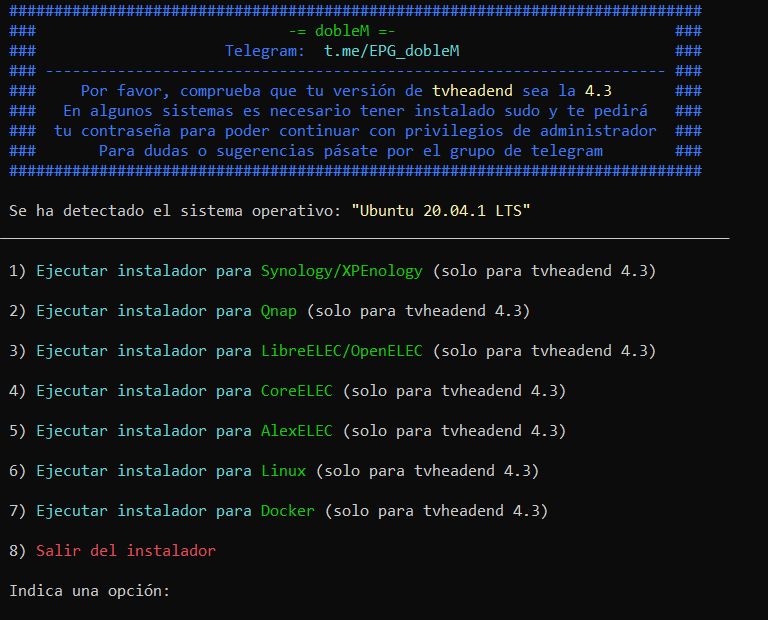 #############################################################################
### -= dobleM =- ###
### Telegram: t.me/EPG_dobleM ###
### --------------------------------------------------------------------- ###
### Por favor, comprueba que tu versión de tvheadend sea la 4.3 ###
### En algunos sistemas es necesario tener instalado sudo y te pedirá ###
### tu contraseña para poder continuar con privilegios de administrador ###
### Para dudas o sugerencias pásate por el grupo de telegram ###
#############################################################################
Se ha detectado el sistema operativo: "Ubuntu 20.04.1 LTS"
1) Ejecutar instalador para Synology/XPEnology (solo para tvheadend 4.3)
2) Ejecutar instalador para Qnap (solo para tvheadend 4.3)
3) Ejecutar instalador para LibreELEC/OpenELEC (solo para tvheadend 4.3)
4) Ejecutar instalador para CoreELEC (solo para tvheadend 4.3)
5) Ejecutar instalador para AlexELEC (solo para tvheadend 4.3)
6) Ejecutar instalador para Linux (solo para tvheadend 4.3)
7) Ejecutar instalador para Docker (solo para tvheadend 4.3)
8) Salir del instalador
Indica una opción: